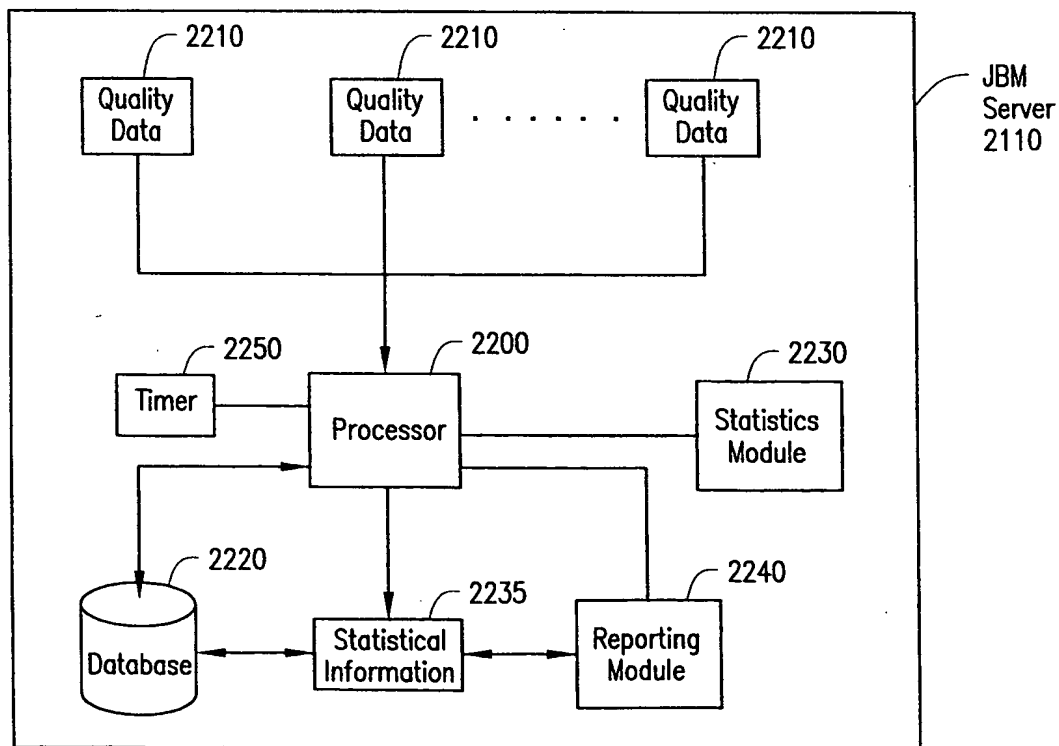 2210
2210
2210
Quality
Data
Quality
Data
. . . . . .
Quality
Data
JBM
Server
2110
2250
2200
2230
Timer
Processor
Statistics
Module
2220
2235
2240
Database
Statistical
Information
Reporting
Module